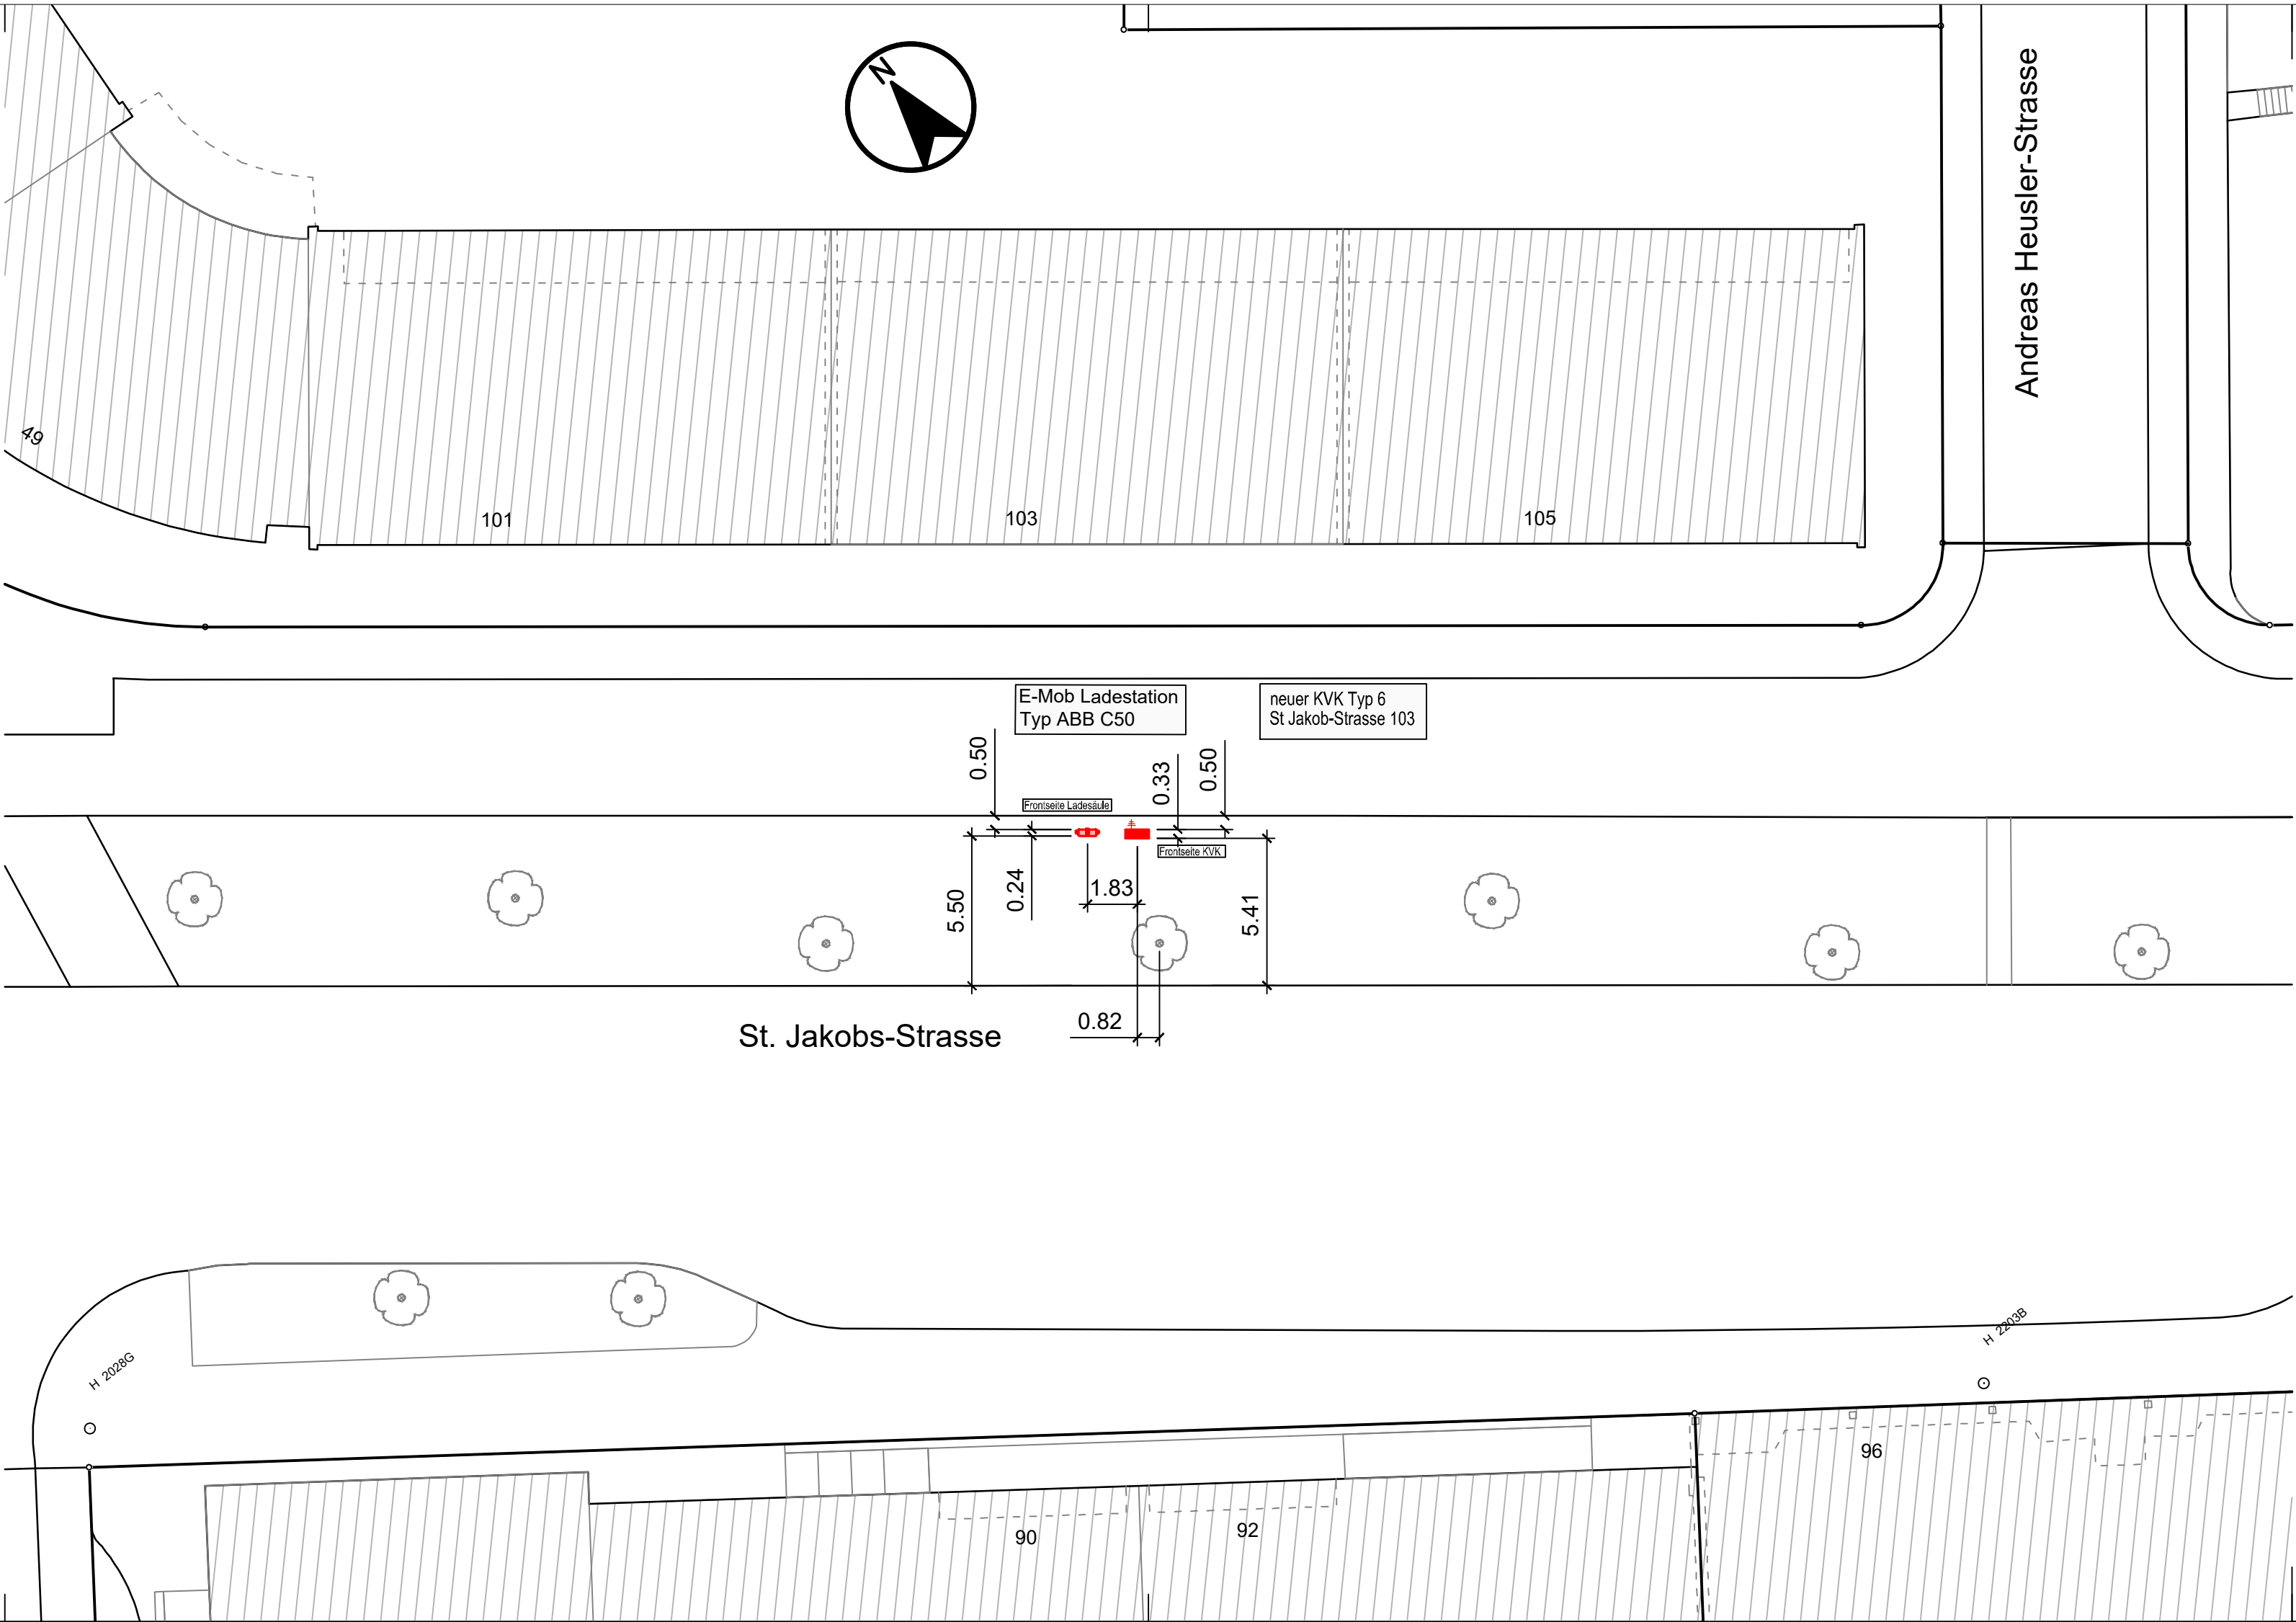 N
Andreas Heusler-Strasse
49
101
103
105
E-Mob Ladestation
Typ ABB C50
neuer KVK Typ 6
St Jakob-Strasse 103
0.50
0.33
0.50
Frontseite Ladesäule
Frontseite KVK
5.50
0.24
1.83
5.41
0.82
St. Jakobs-Strasse
H 2028G
H 2203B
90
92
96